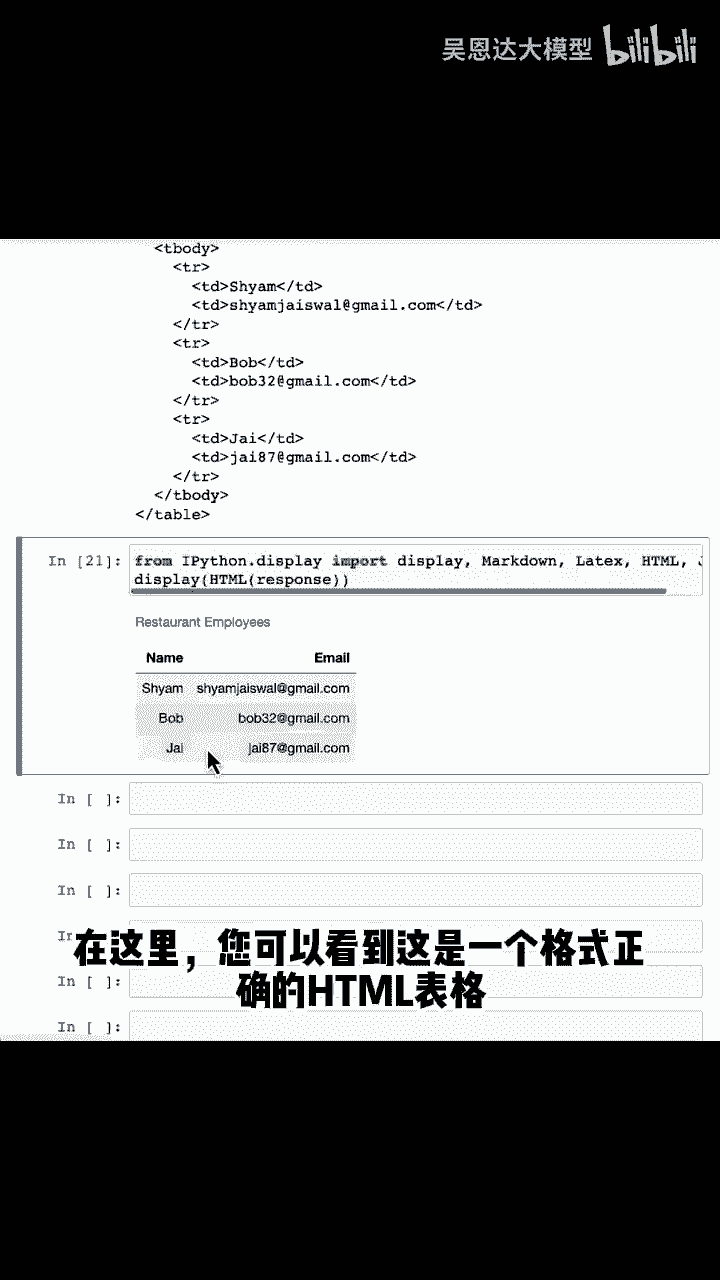 吴恩达大模型 bilibili
<tbody>
<tr>
<td>Shyam</td>
<td>shyamjaiswal@gmail.com</td>
</tr>
<tr>
<td>Bob</td>
<td>bob32@gmail.com</td>
</tr>
<tr>
<td>Jai</td>
<td>jai87@gmail.com</td>
</tr>
</tbody>
</table>
In [21]: from IPython.display import display, Markdown, Latex, HTML,
display(HTML(response))
Restaurant Employees
Name Email
Shyam shyamjaiswal@gmail.com
Bob bob32@gmail.com
Jai jai87@gmail.com
In [ ]:
In [ ]:
In [ ]:
在这里，您可以看到这是一个格式正
确的HTML表格
In [ ]:
In [ ]: